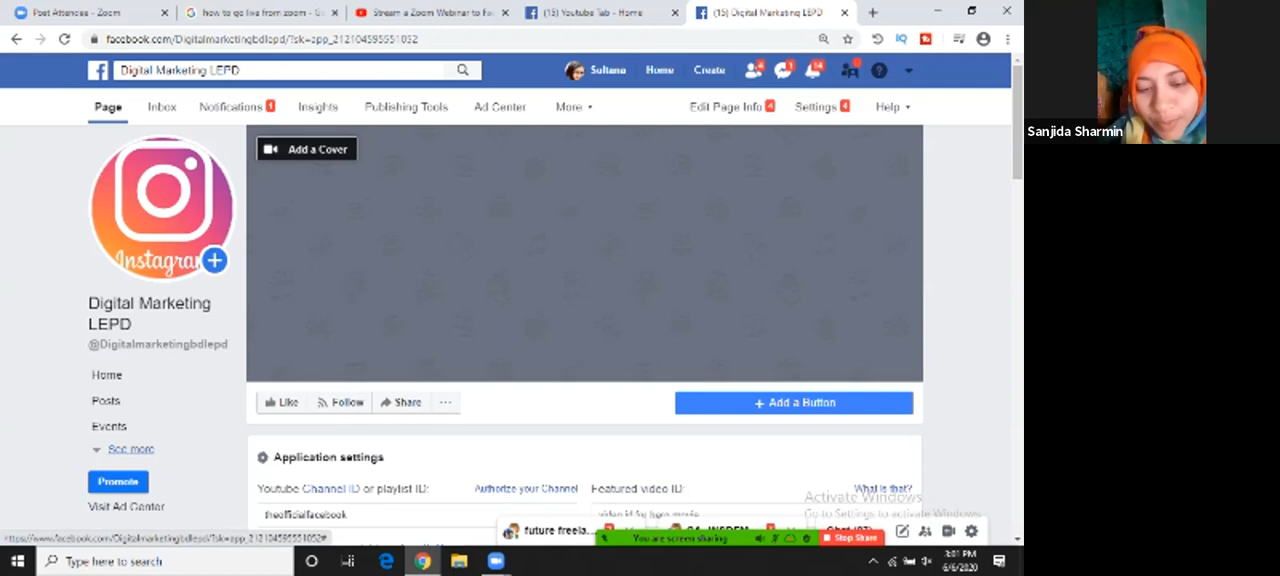 Post Attendee - Zoom
how to go live from zoom - G
Stream a Zoom Webinar to Fa
(15) Youtube Tab - Home
(15) Digital Marketing LEPD
facebook.com/Digitalmarketingbdlepd/?sk=app_212104595551052
Digital Marketing LEPD
Sultana
Home
Create
Page
Inbox
Notifications 1
Insights
Publishing Tools
Ad Center
More
Edit Page Info 4
Settings 4
Help
Sanjida Sharmin
Add a Cover
Instagram
Digital Marketing
LEPD
@Digitalmarketingbdlepd
Home
Posts
Events
See more
Promote
Visit Ad Center
Like
Follow
Share
+ Add a Button
Application settings
Youtube Channel ID or playlist ID:
Authorize your Channel
Featured video ID:
What is that?
theofficialfacebook
Activate Windows
Go to Settings to activate Windows.
future freela...
You are screen sharing
Stop Share
https://www.facebook.com/Digitalmarketingbdlepd/?sk=app_212104595551052#
Type here to search
3:01 PM
6/6/2020